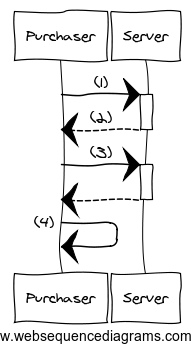 Purchaser Server
(1)
(2)
(3)
(4)
Purchaser Server
www.websequencediagrams.com